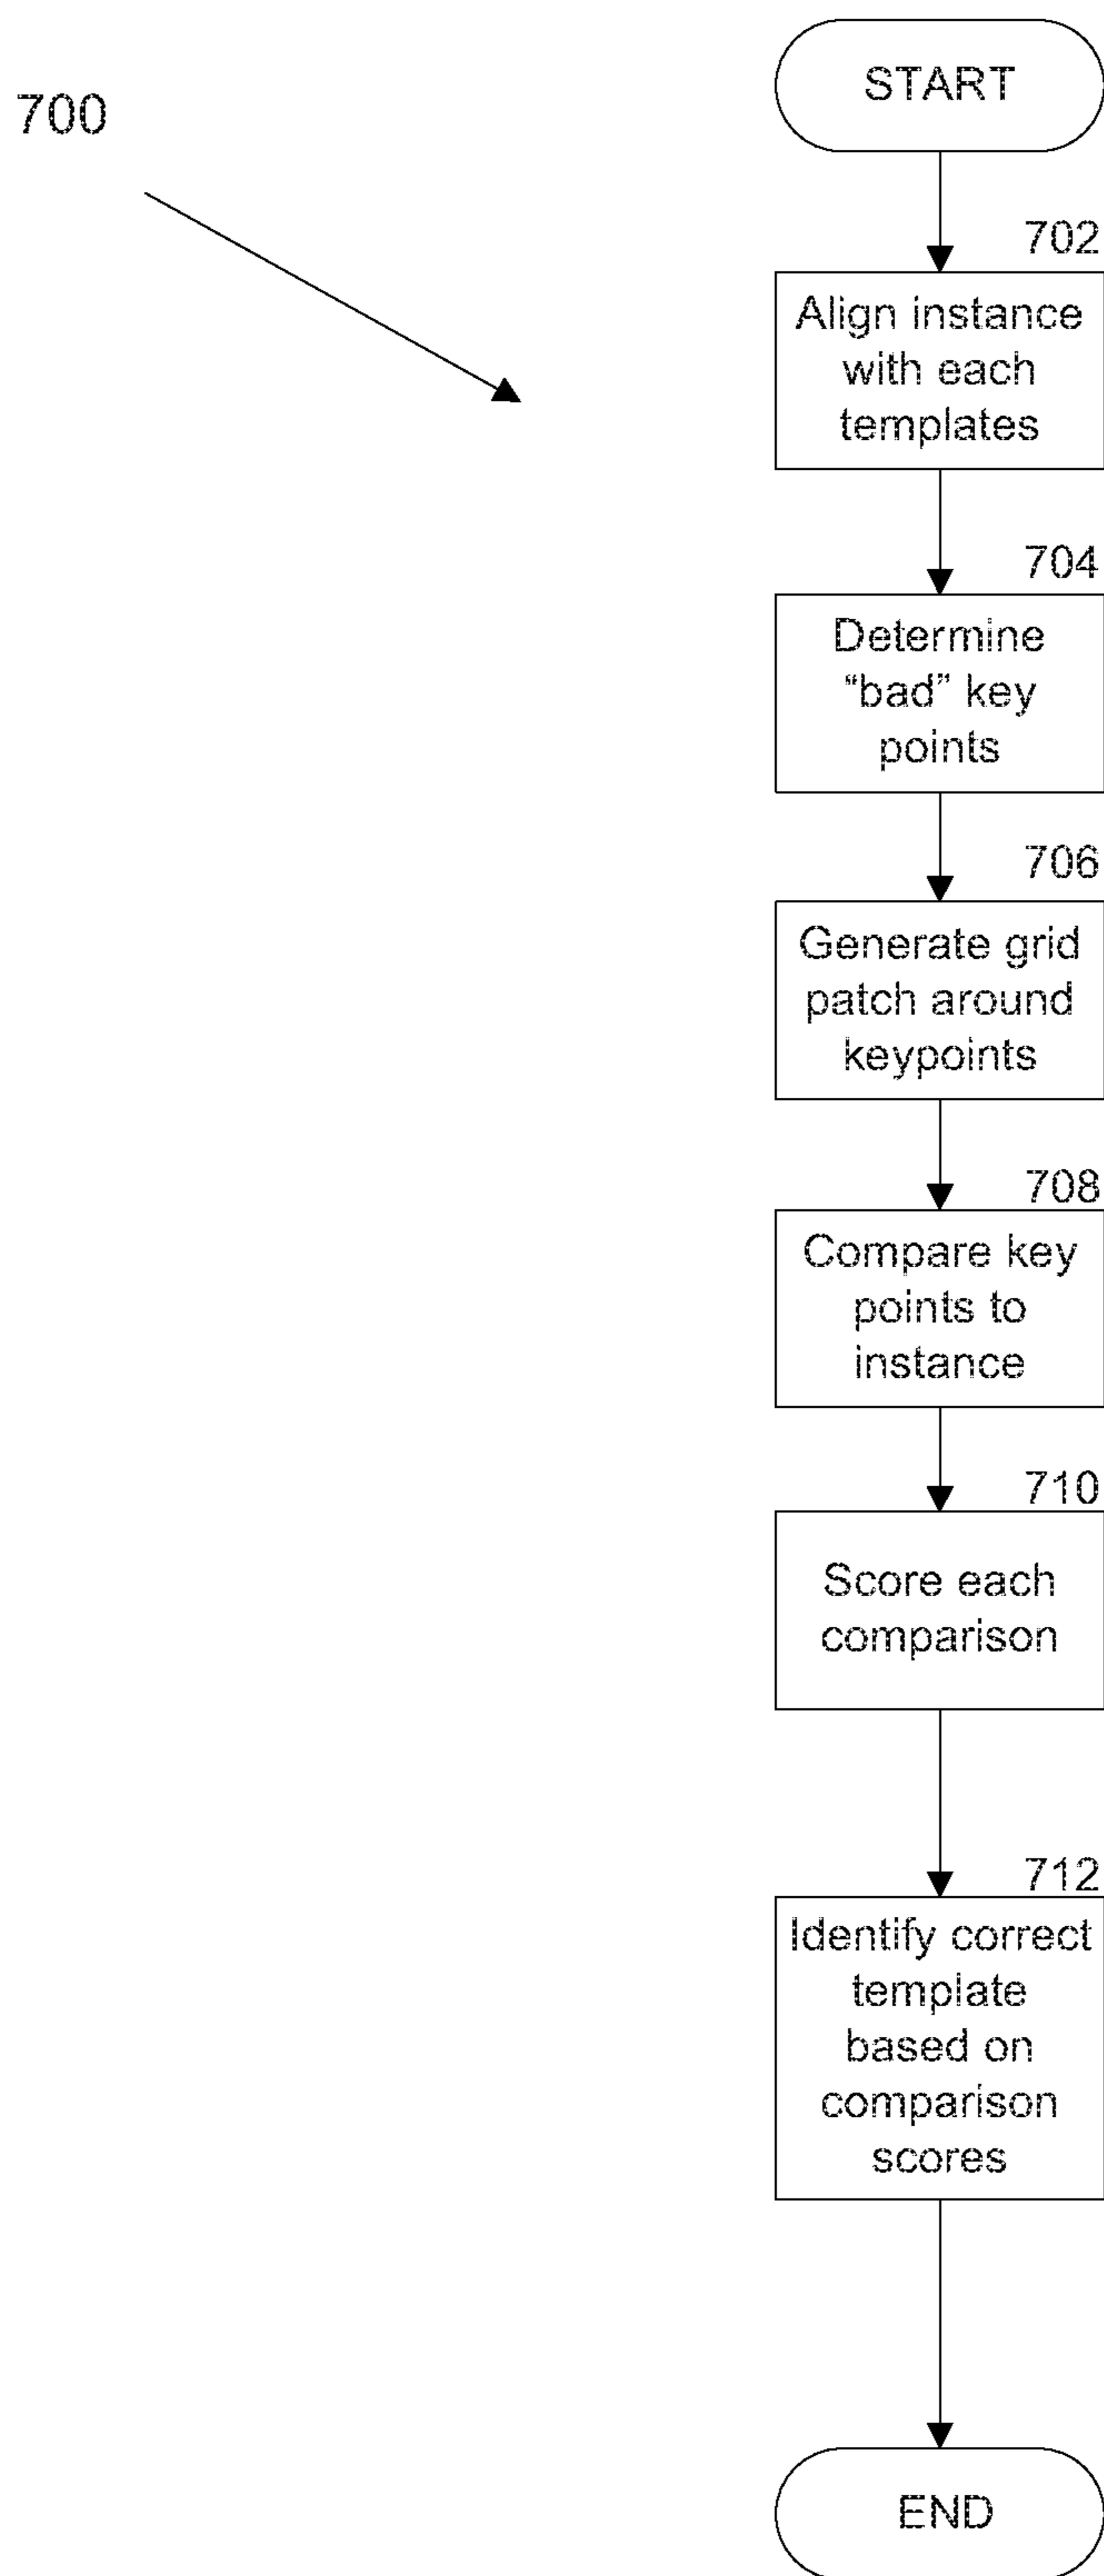 700
START
702
Align instance
with each
templates
704
Determine
“bad” key
points
706
Generate grid
patch around
keypoints
708
Compare key
points to
instance
710
Score each
comparison
712
Identify correct
template
based on
comparison
scores
END